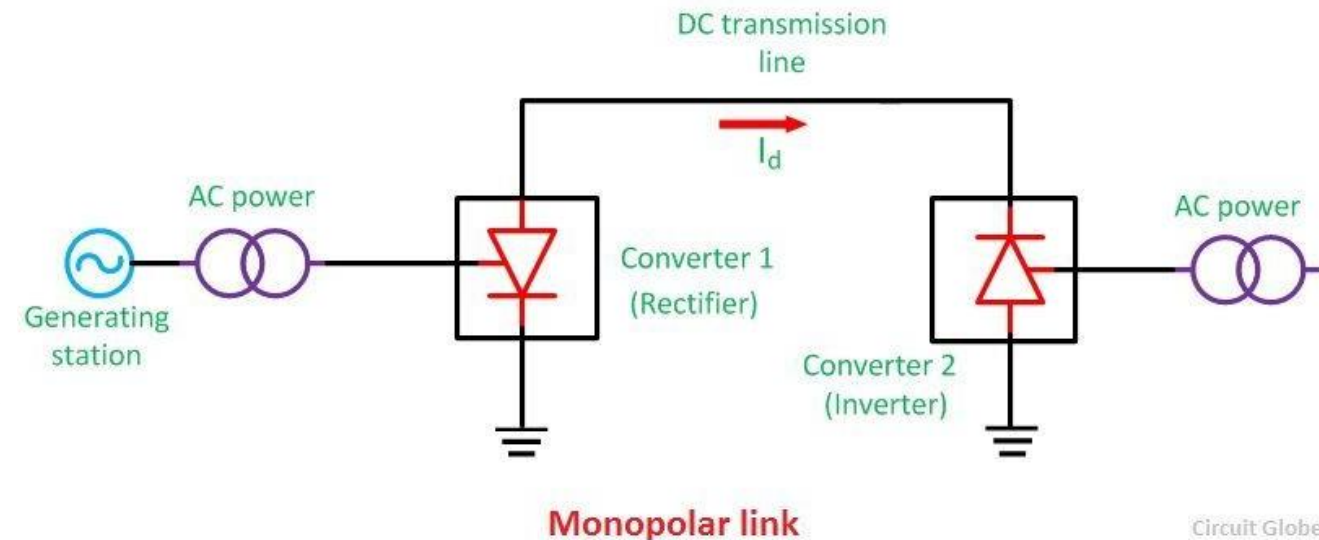 DC transmission
line
I_d
AC power
AC power
Converter 1
(Rectifier)
Generating
station
Converter 2
(Inverter)
Monopolar link
Circuit Globe